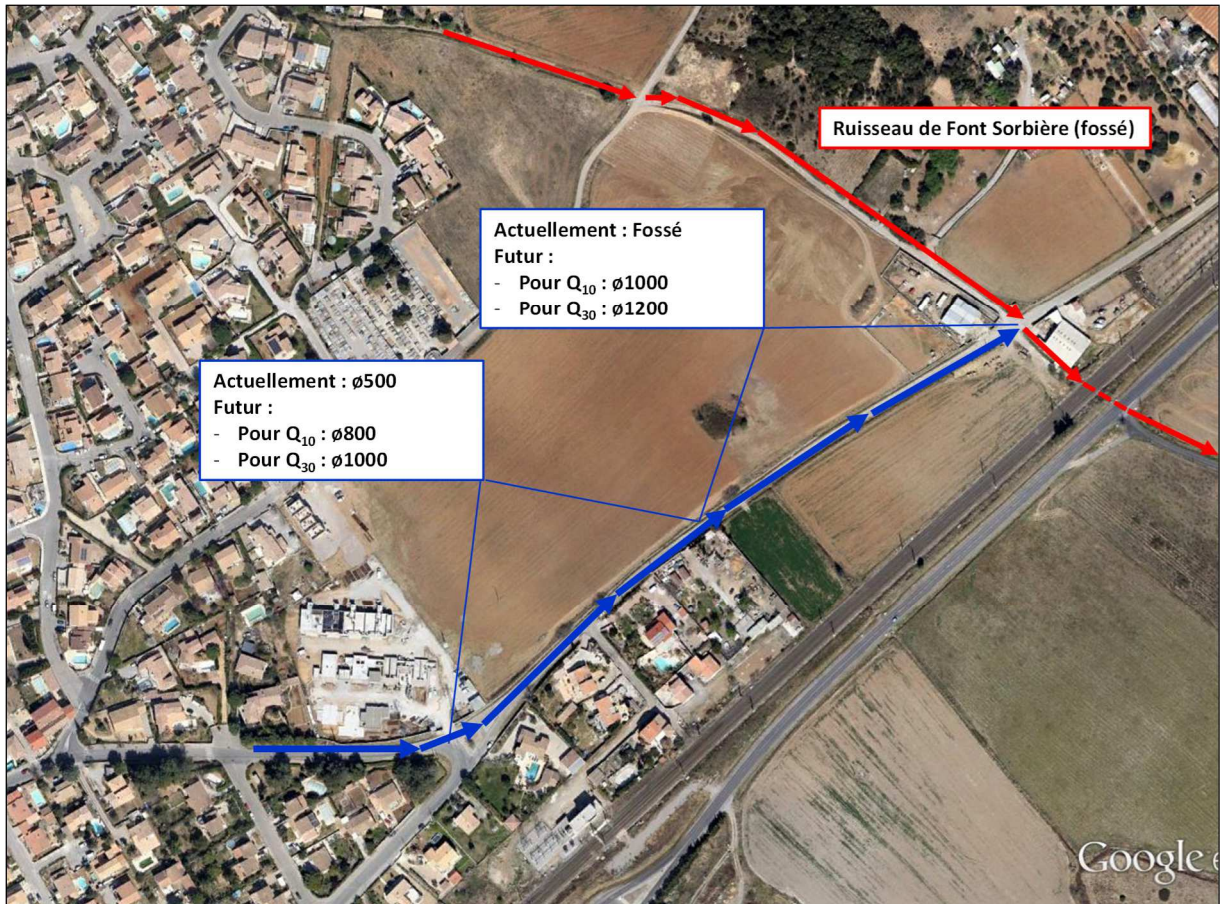 Ruisseau de Font Sorbière (fossé)
Actuellement : Fossé
Futur :
- Pour Q₁₀ : ø1000
- Pour Q₃₀ : ø1200
Actuellement : ø500
Futur :
- Pour Q₁₀ : ø800
- Pour Q₃₀ : ø1000
Google e